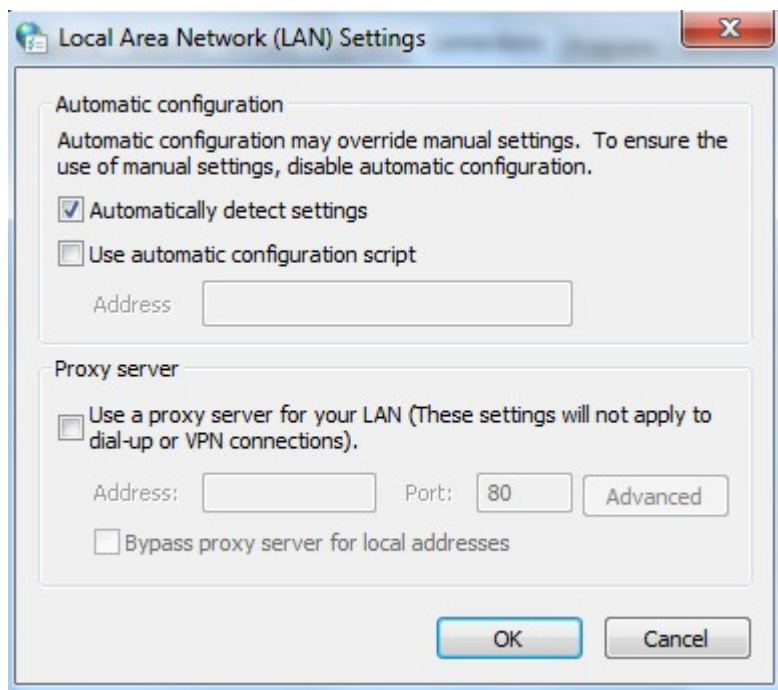 Local Area Network (LAN) Settings
Automatic configuration
Automatic configuration may override manual settings. To ensure the
use of manual settings, disable automatic configuration.
Automatically detect settings
Use automatic configuration script
Address
Proxy server
Use a proxy server for your LAN (These settings will not apply to
dial-up or VPN connections).
Address: Port: 80 Advanced
Bypass proxy server for local addresses
OK Cancel